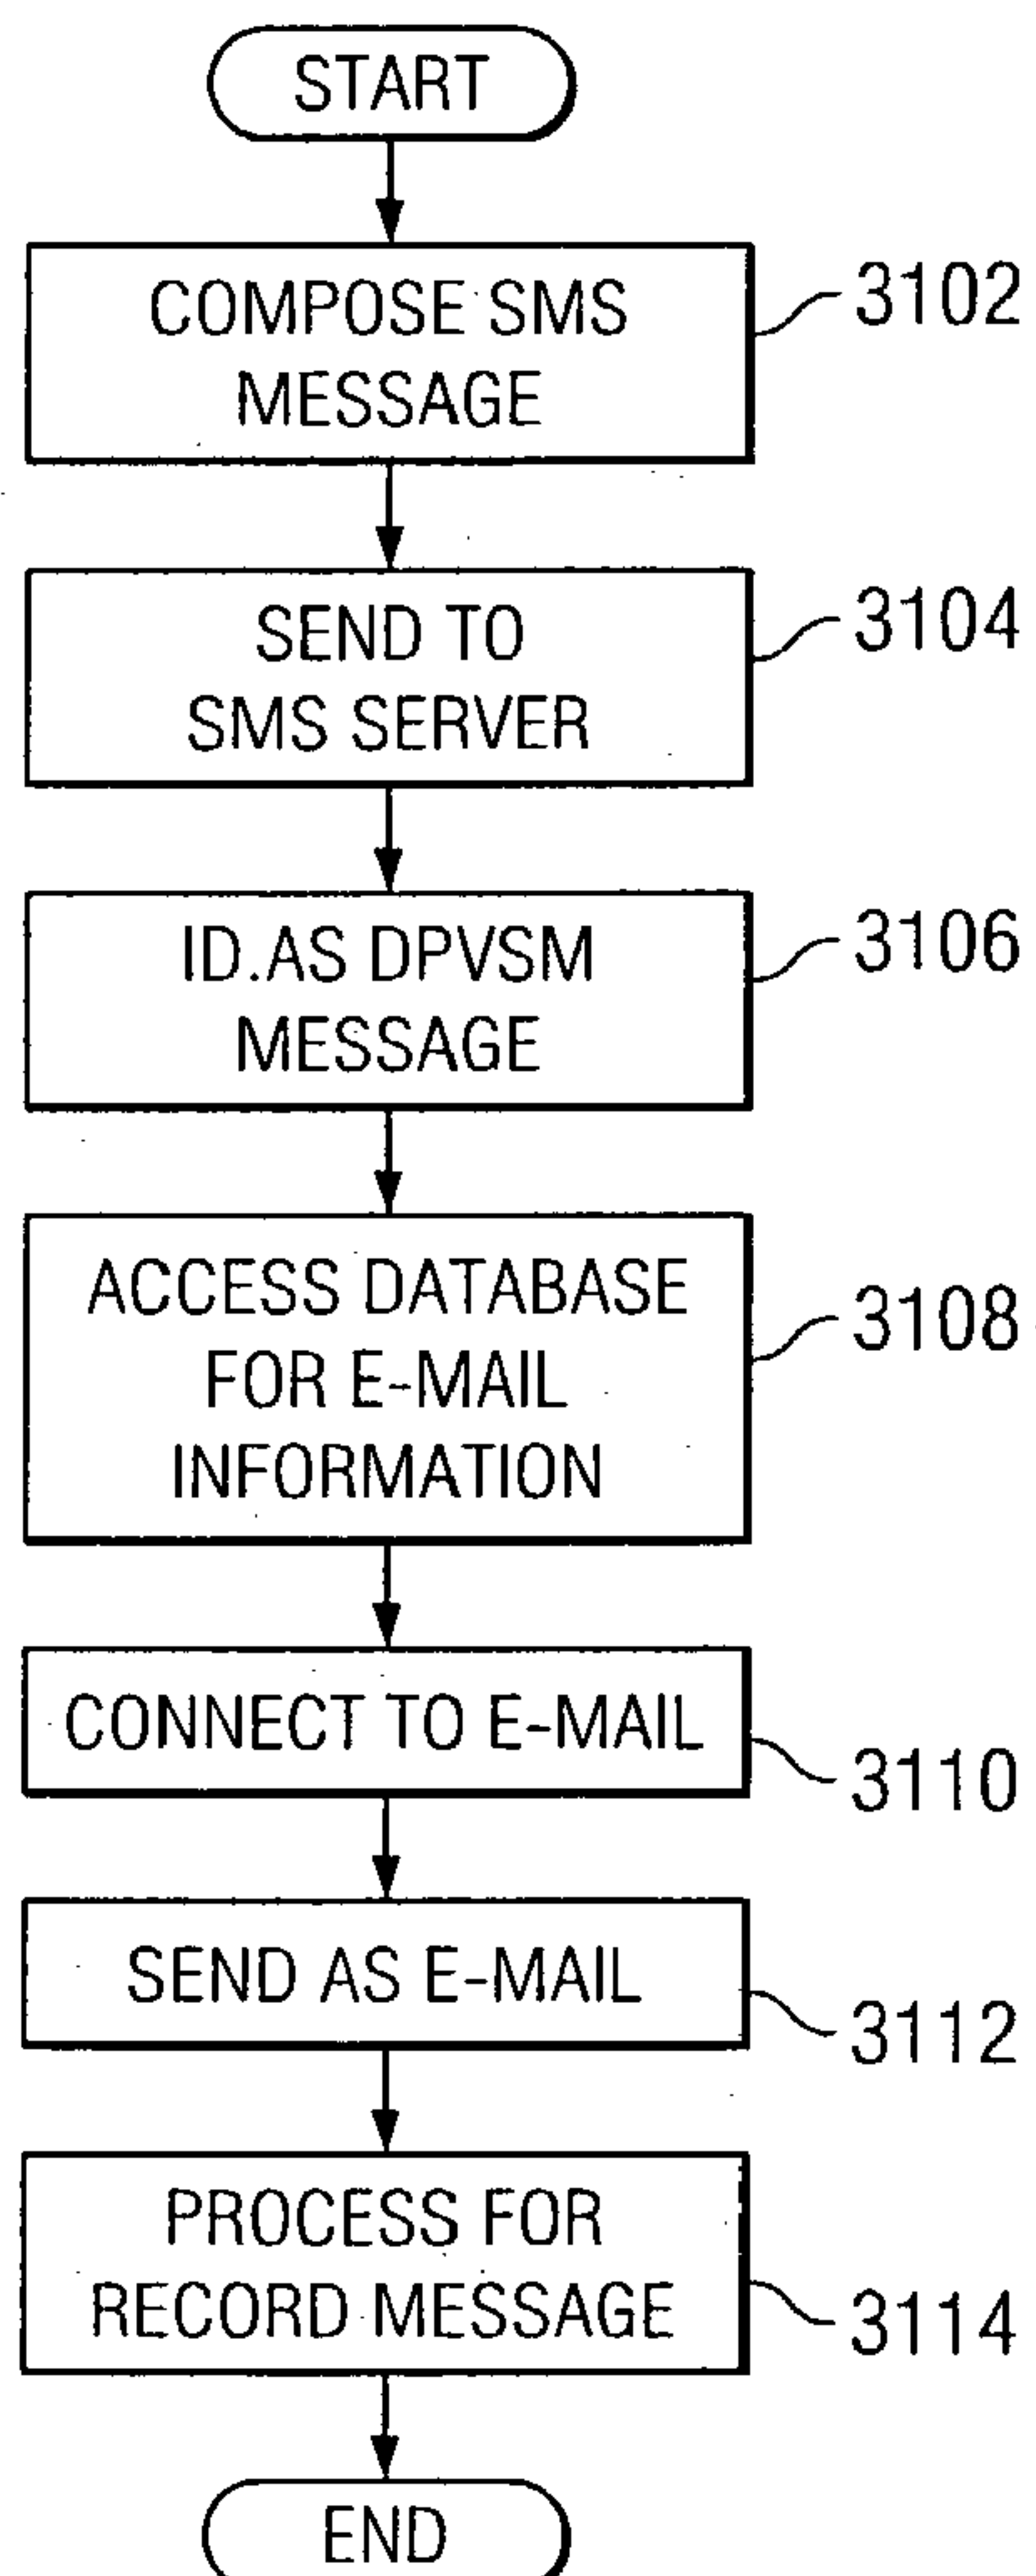 START
COMPOSE SMS
MESSAGE
3102
SEND TO
SMS SERVER
3104
ID.AS DPVSM
MESSAGE
3106
ACCESS DATABASE
FOR E-MAIL
INFORMATION
3108
CONNECT TO E-MAIL
3110
SEND AS E-MAIL
3112
PROCESS FOR
RECORD MESSAGE
3114
END